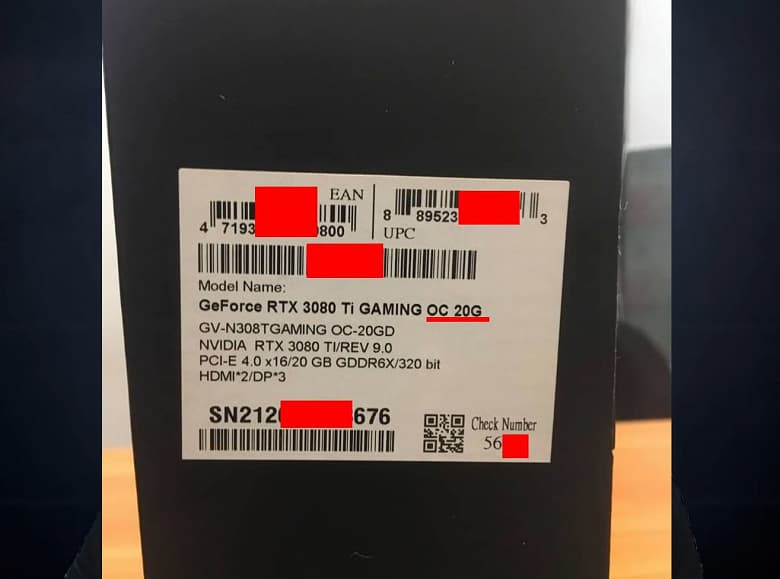 EAN
4 7193 0800
8 89523 3
UPC
Model Name:
GeForce RTX 3080 Ti GAMING OC 20G
GV-N308TGAMING OC-20GD
NVIDIA RTX 3080 TI/REV 9.0
PCI-E 4.0 x16/20 GB GDDR6X/320 bit
HDMI*2/DP*3
SN212 676
Check Number
56